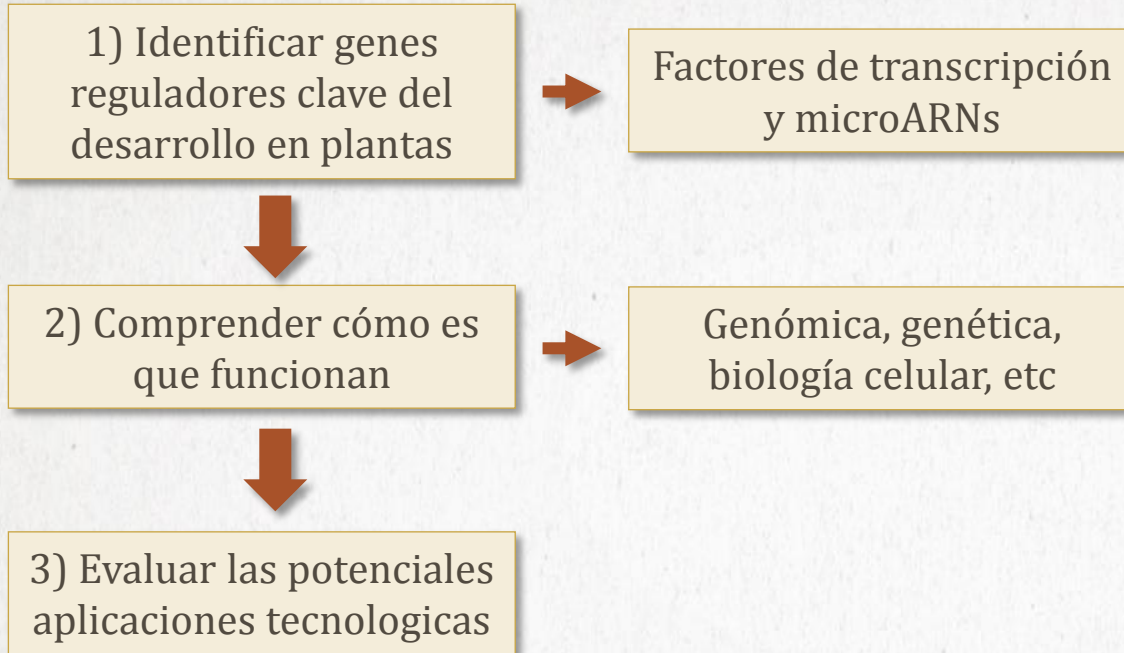 1) Identificar genes
reguladores clave del
desarrollo en plantas
Factores de transcripción
y microARNs
2) Comprender cómo es
que funcionan
Genómica, genética,
biología celular, etc
3) Evaluar las potenciales
aplicaciones tecnologicas